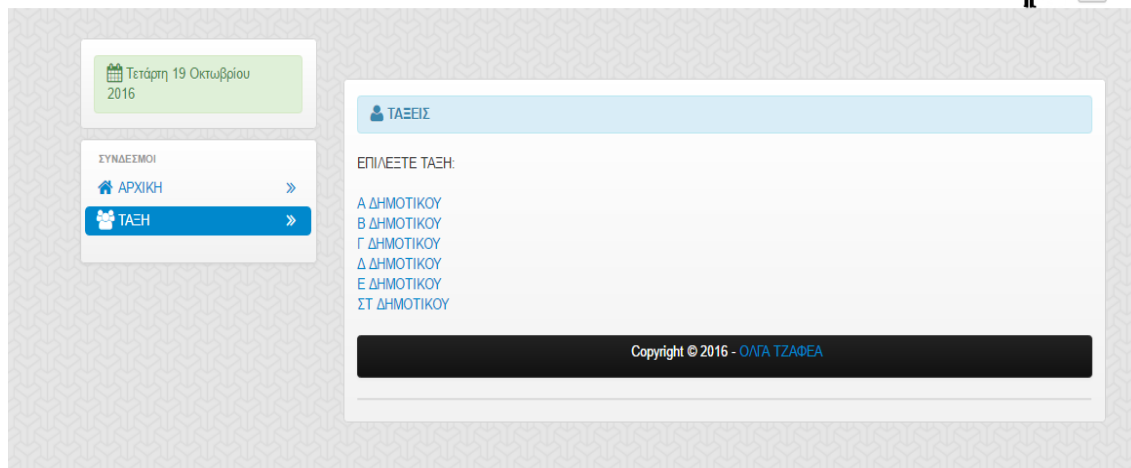 Τετάρτη 19 Οκτωβρίου
2016
ΣΥΝΔΕΣΜΟΙ
ΑΡΧΙΚΗ
ΤΑΞΗ
ΤΑΞΕΙΣ
ΕΠΙΛΕΞΤΕ ΤΑΞΗ:
Α ΔΗΜΟΤΙΚΟΥ
Β ΔΗΜΟΤΙΚΟΥ
Γ ΔΗΜΟΤΙΚΟΥ
Δ ΔΗΜΟΤΙΚΟΥ
Ε ΔΗΜΟΤΙΚΟΥ
ΣΤ ΔΗΜΟΤΙΚΟΥ
Copyright © 2016 - ΟΛΓΑ ΤΖΑΦΕΑ